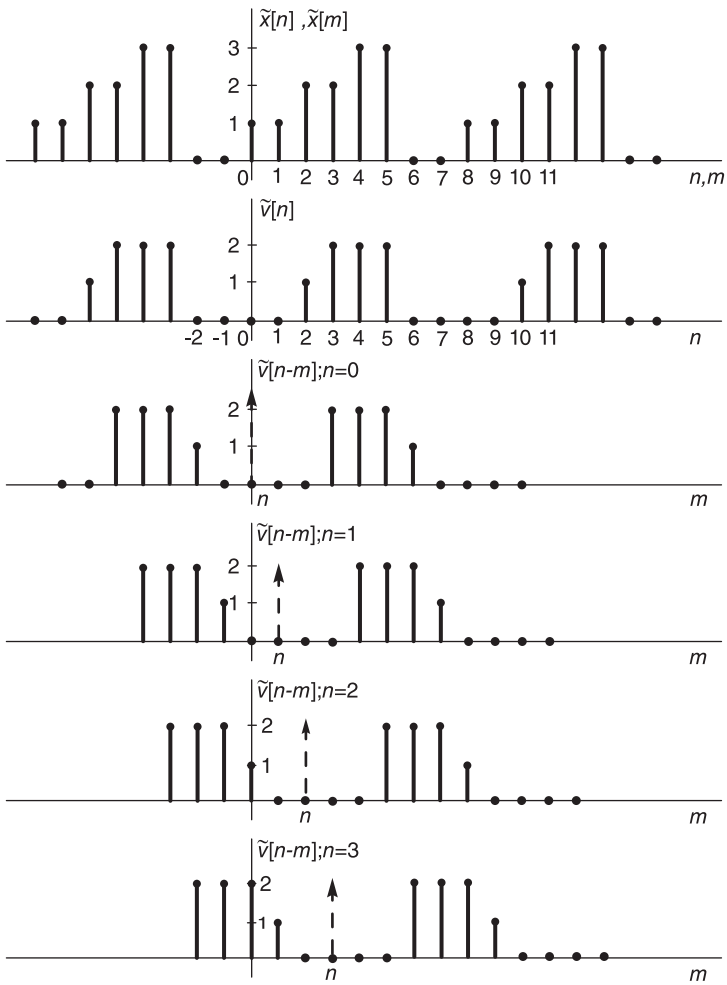 x̃[n] ,x̃[m]
3
2
1
0 1 2 3 4 5 6 7 8 9 10 11 n,m
ṽ[n]
2
1
-2 -1 0 1 2 3 4 5 6 7 8 9 10 11 n
ṽ[n-m];n=0
2
1
n m
ṽ[n-m];n=1
2
1
n m
ṽ[n-m];n=2
2
1
n m
ṽ[n-m];n=3
2
1
n m